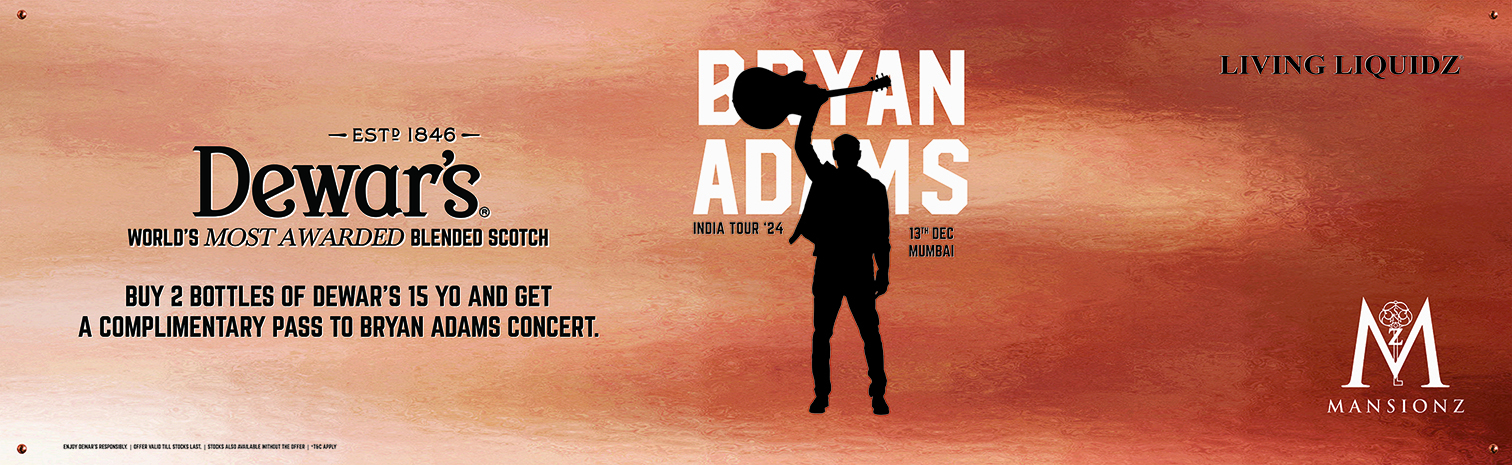 ESTD 1846
Dewar's®
WORLD'S MOST AWARDED BLENDED SCOTCH
BUY 2 BOTTLES OF DEWAR'S 15 YO AND GET
A COMPLIMENTARY PASS TO BRYAN ADAMS CONCERT.
ENJOY DEWAR'S RESPONSIBLY. | OFFER VALID TILL STOCKS LAST. | STOCKS ALSO AVAILABLE WITHOUT THE OFFER | *T&C APPLY
BRYAN
ADAMS
INDIA TOUR '24
13TH DEC
MUMBAI
LIVING LIQUIDZ
M
Z
L
MANSIONZ